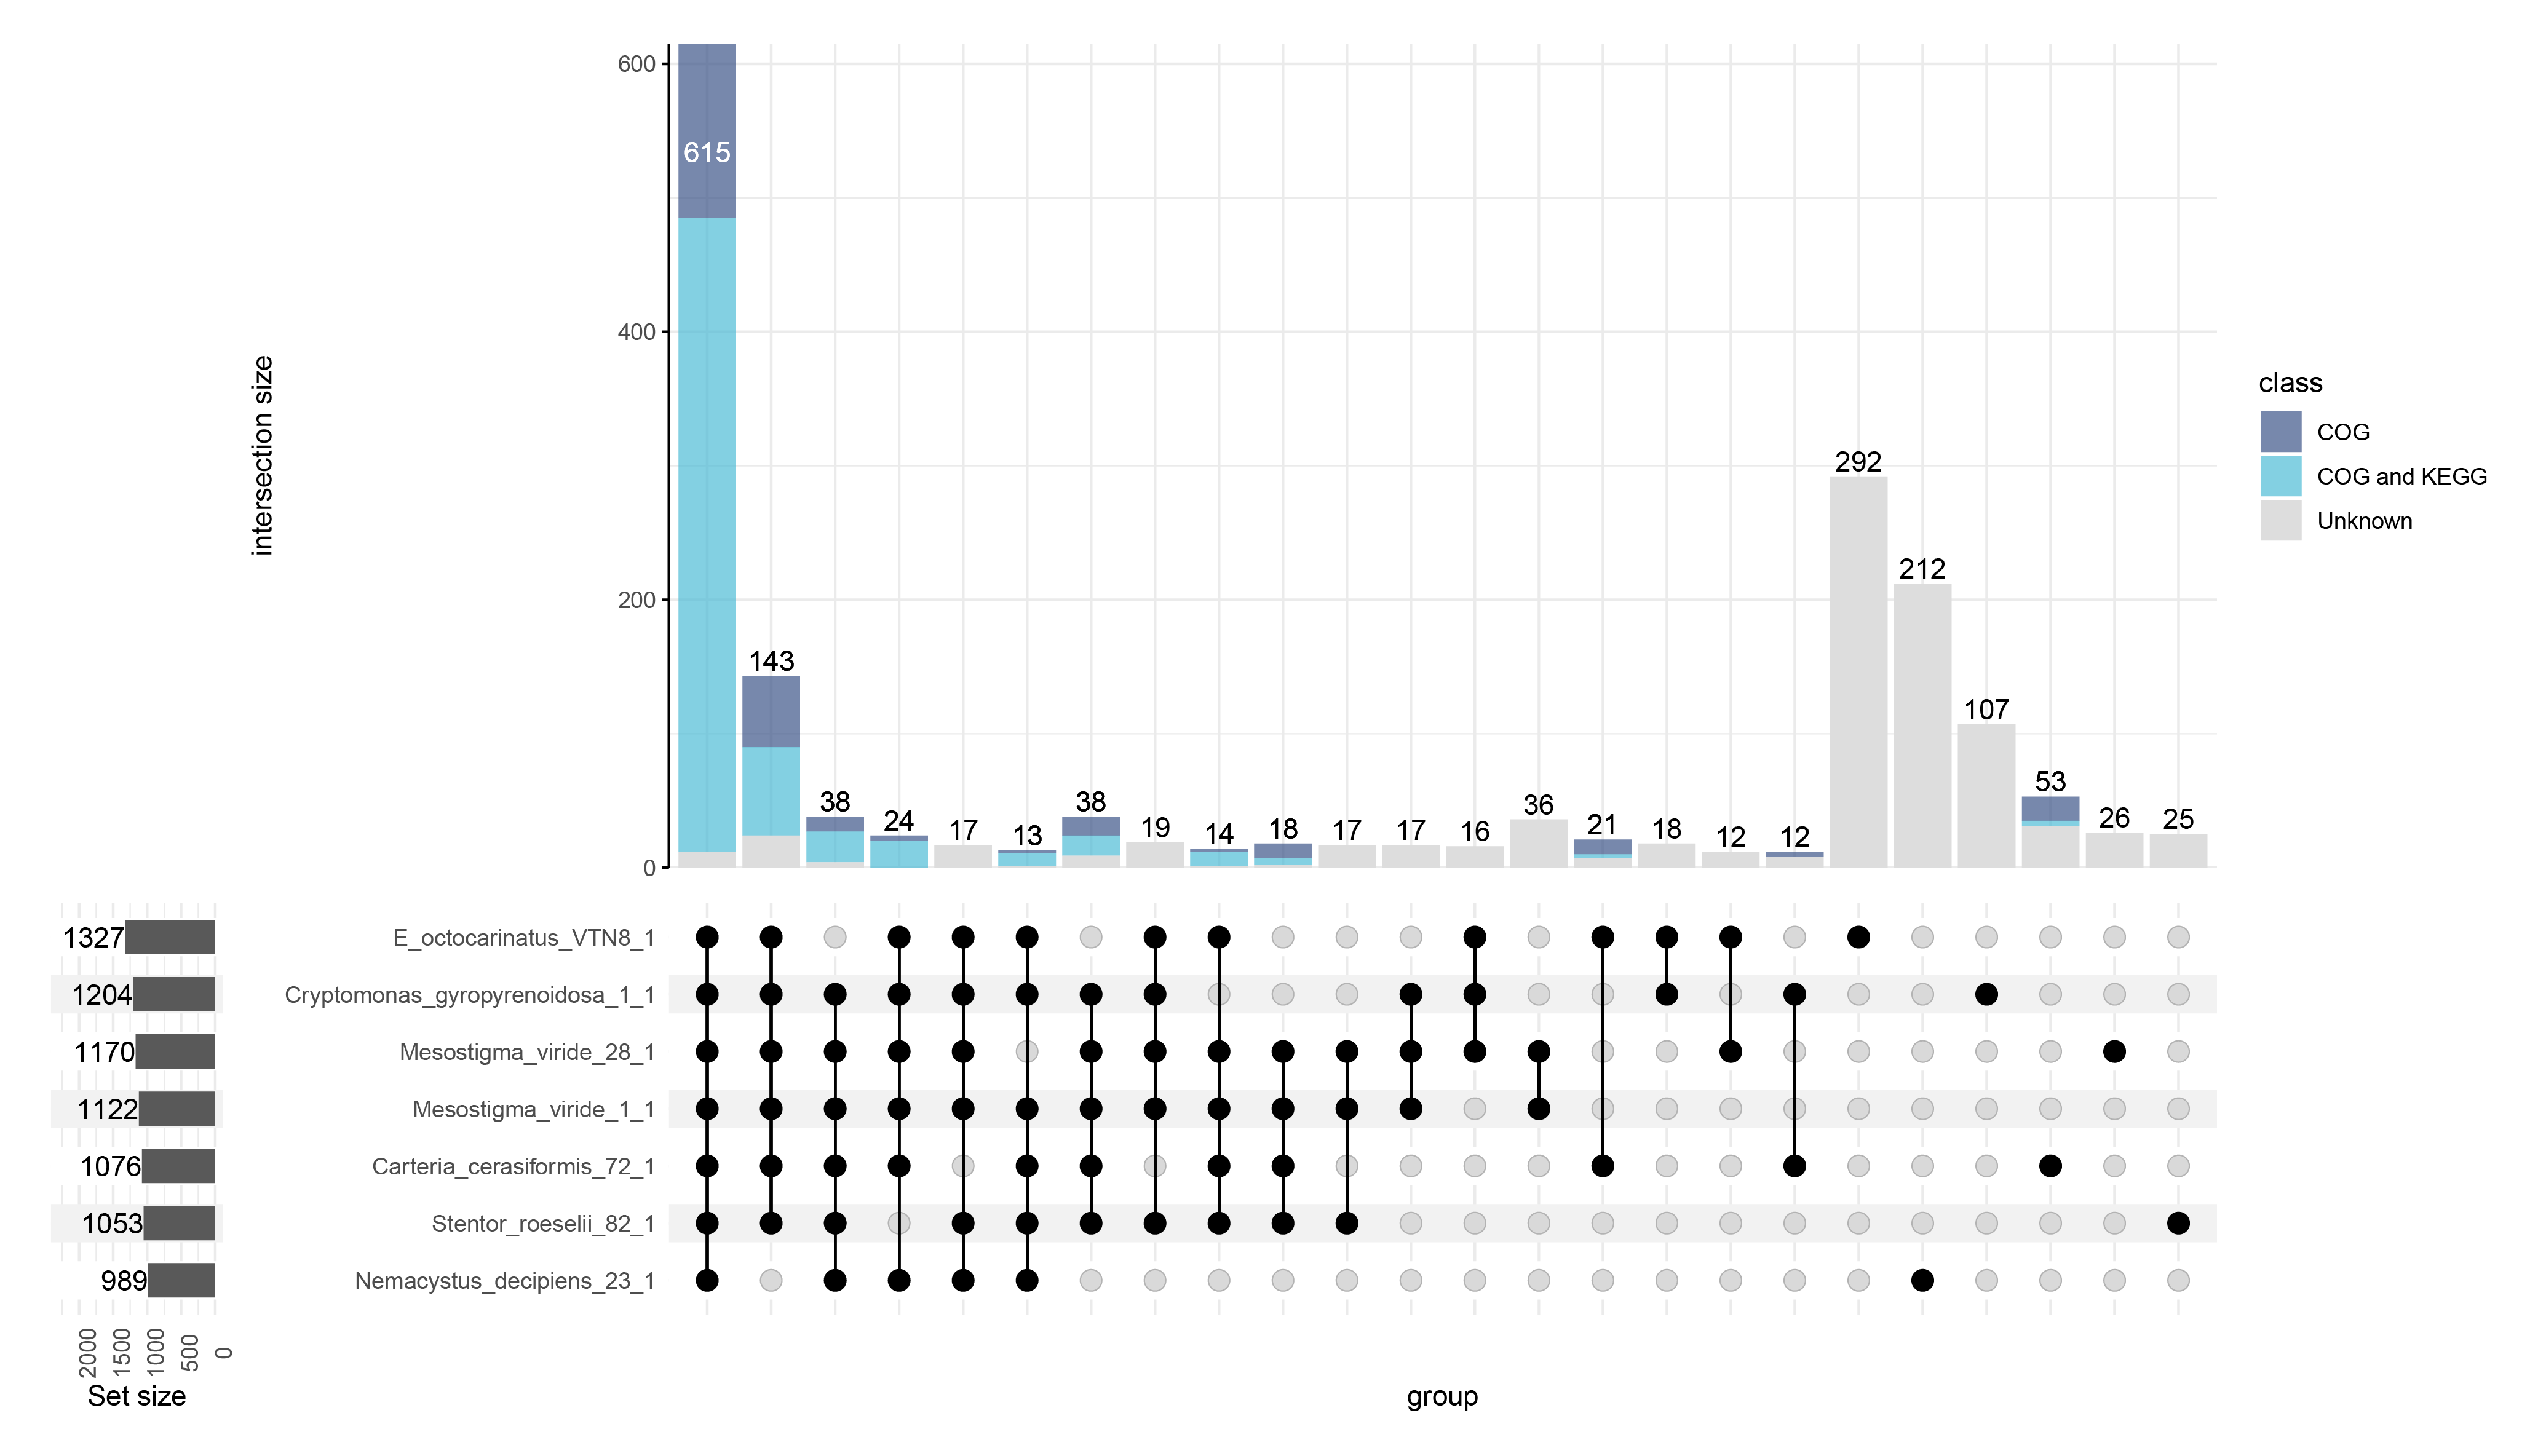 600
615
400
200
0
intersection size
143
38
24
17
13
38
19
14
18
17
17
16
36
21
18
12
12
292
212
107
53
26
25
class
COG
COG and KEGG
Unknown
1327
E_octocarinatus_VTN8_1
1204
Cryptomonas_gyropyrenoidosa_1_1
1170
Mesostigma_viride_28_1
1122
Mesostigma_viride_1_1
1076
Carteria_cerasiformis_72_1
1053
Stentor_roeselii_82_1
989
Nemacystus_decipiens_23_1
2000
1500
1000
500
0
Set size
group